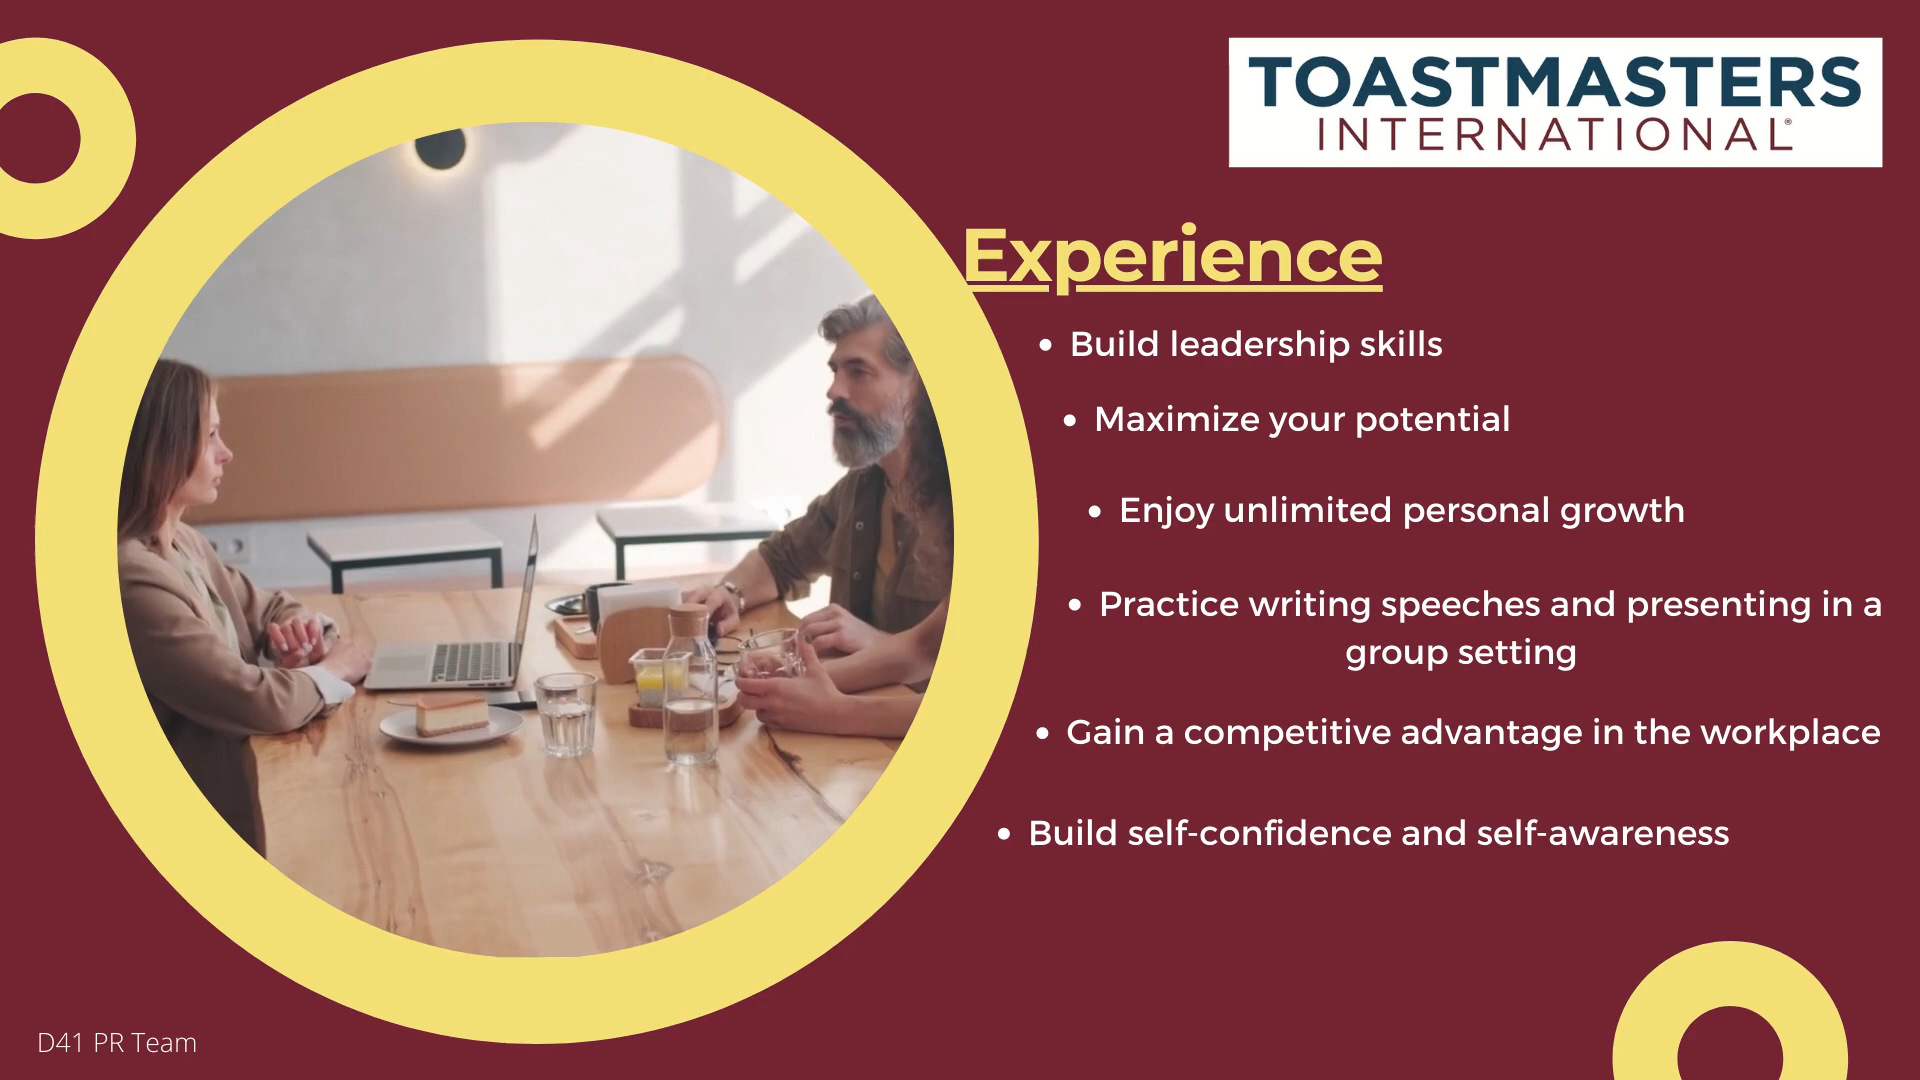 TOASTMASTERS
INTERNATIONAL®
Experience
• Build leadership skills
• Maximize your potential
• Enjoy unlimited personal growth
• Practice writing speeches and presenting in a
group setting
• Gain a competitive advantage in the workplace
• Build self-confidence and self-awareness
D41 PR Team